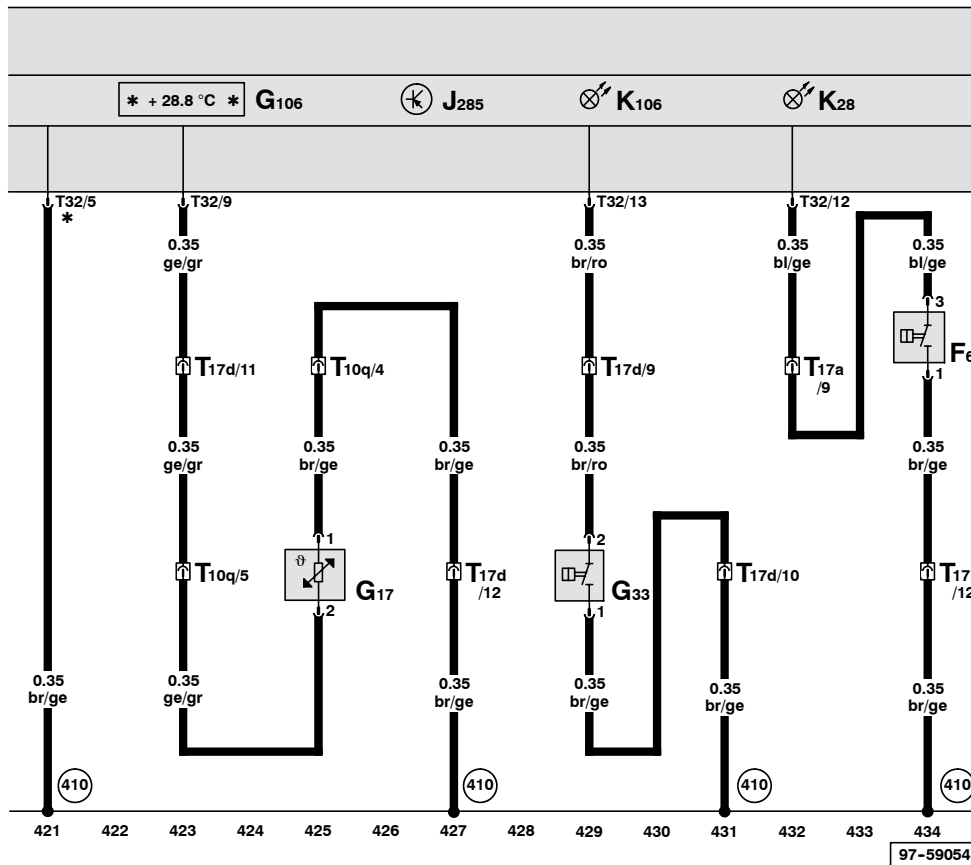 * + 28.8 °C * G106 J285 K106 K28
T32/5 T32/9 T32/13 T32/12
*
0.35 0.35 0.35 0.35
ge/gr br/ro bl/ge bl/ge
3
T17d/11 T10q/4 T17d/9 T17a
/9
F6
1
0.35 0.35 0.35 0.35 0.35
ge/gr br/ge br/ge br/ro br/ge
1 2
ϑ
T10q/5 G17 T17d
/12
G33 T17d/10 T17
/12
2 1
0.35 0.35 0.35 0.35 0.35 0.35
br/ge ge/gr br/ge br/ge br/ge br/ge
410 410 410 410
421 422 423 424 425 426 427 428 429 430 431 432 433 434
97-59054